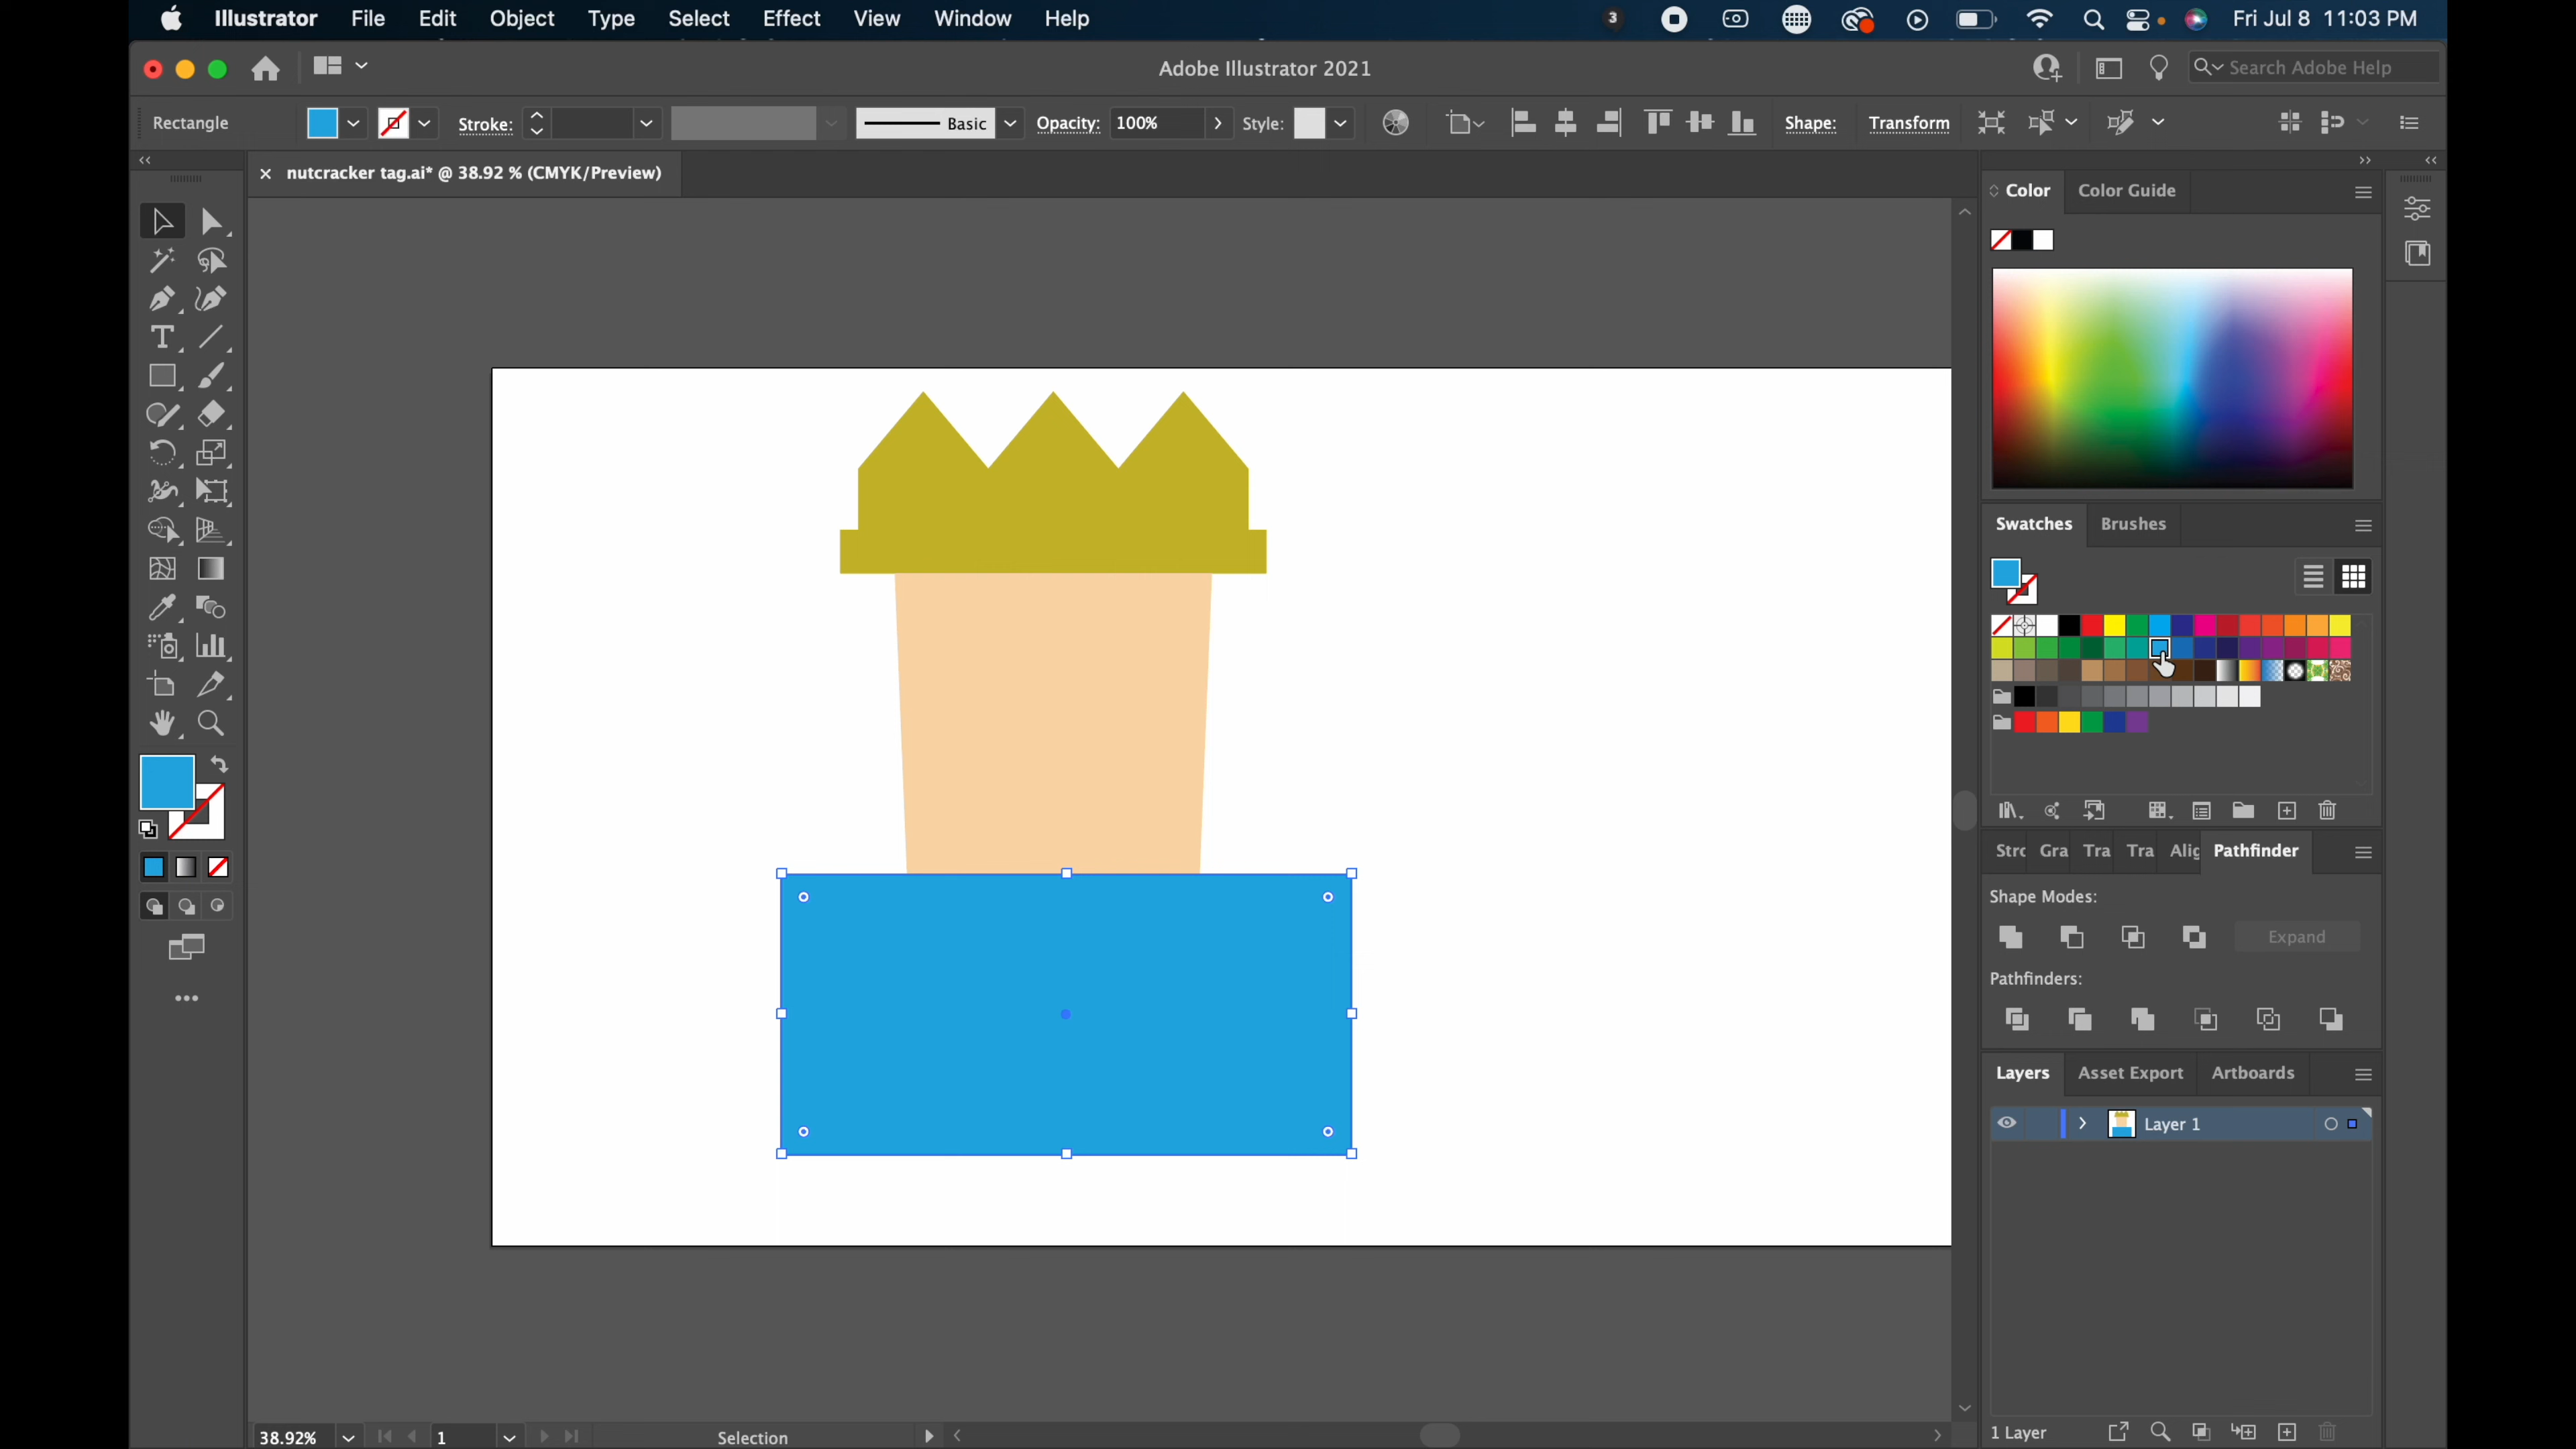 Illustrator File Edit Object Type Select Effect View Window Help
3
Fri Jul 8 11:03 PM
Adobe Illustrator 2021
Search Adobe Help
Rectangle
Stroke:
Basic
Opacity: 100%
Style:
Shape:
Transform
nutcracker tag.ai* @ 38.92 % (CMYK/Preview)
Color Color Guide
Swatches Brushes
Strc Gra Tra Tra Alig Pathfinder
Shape Modes:
Expand
Pathfinders:
Layers Asset Export Artboards
Layer 1
38.92% 1 Selection
1 Layer